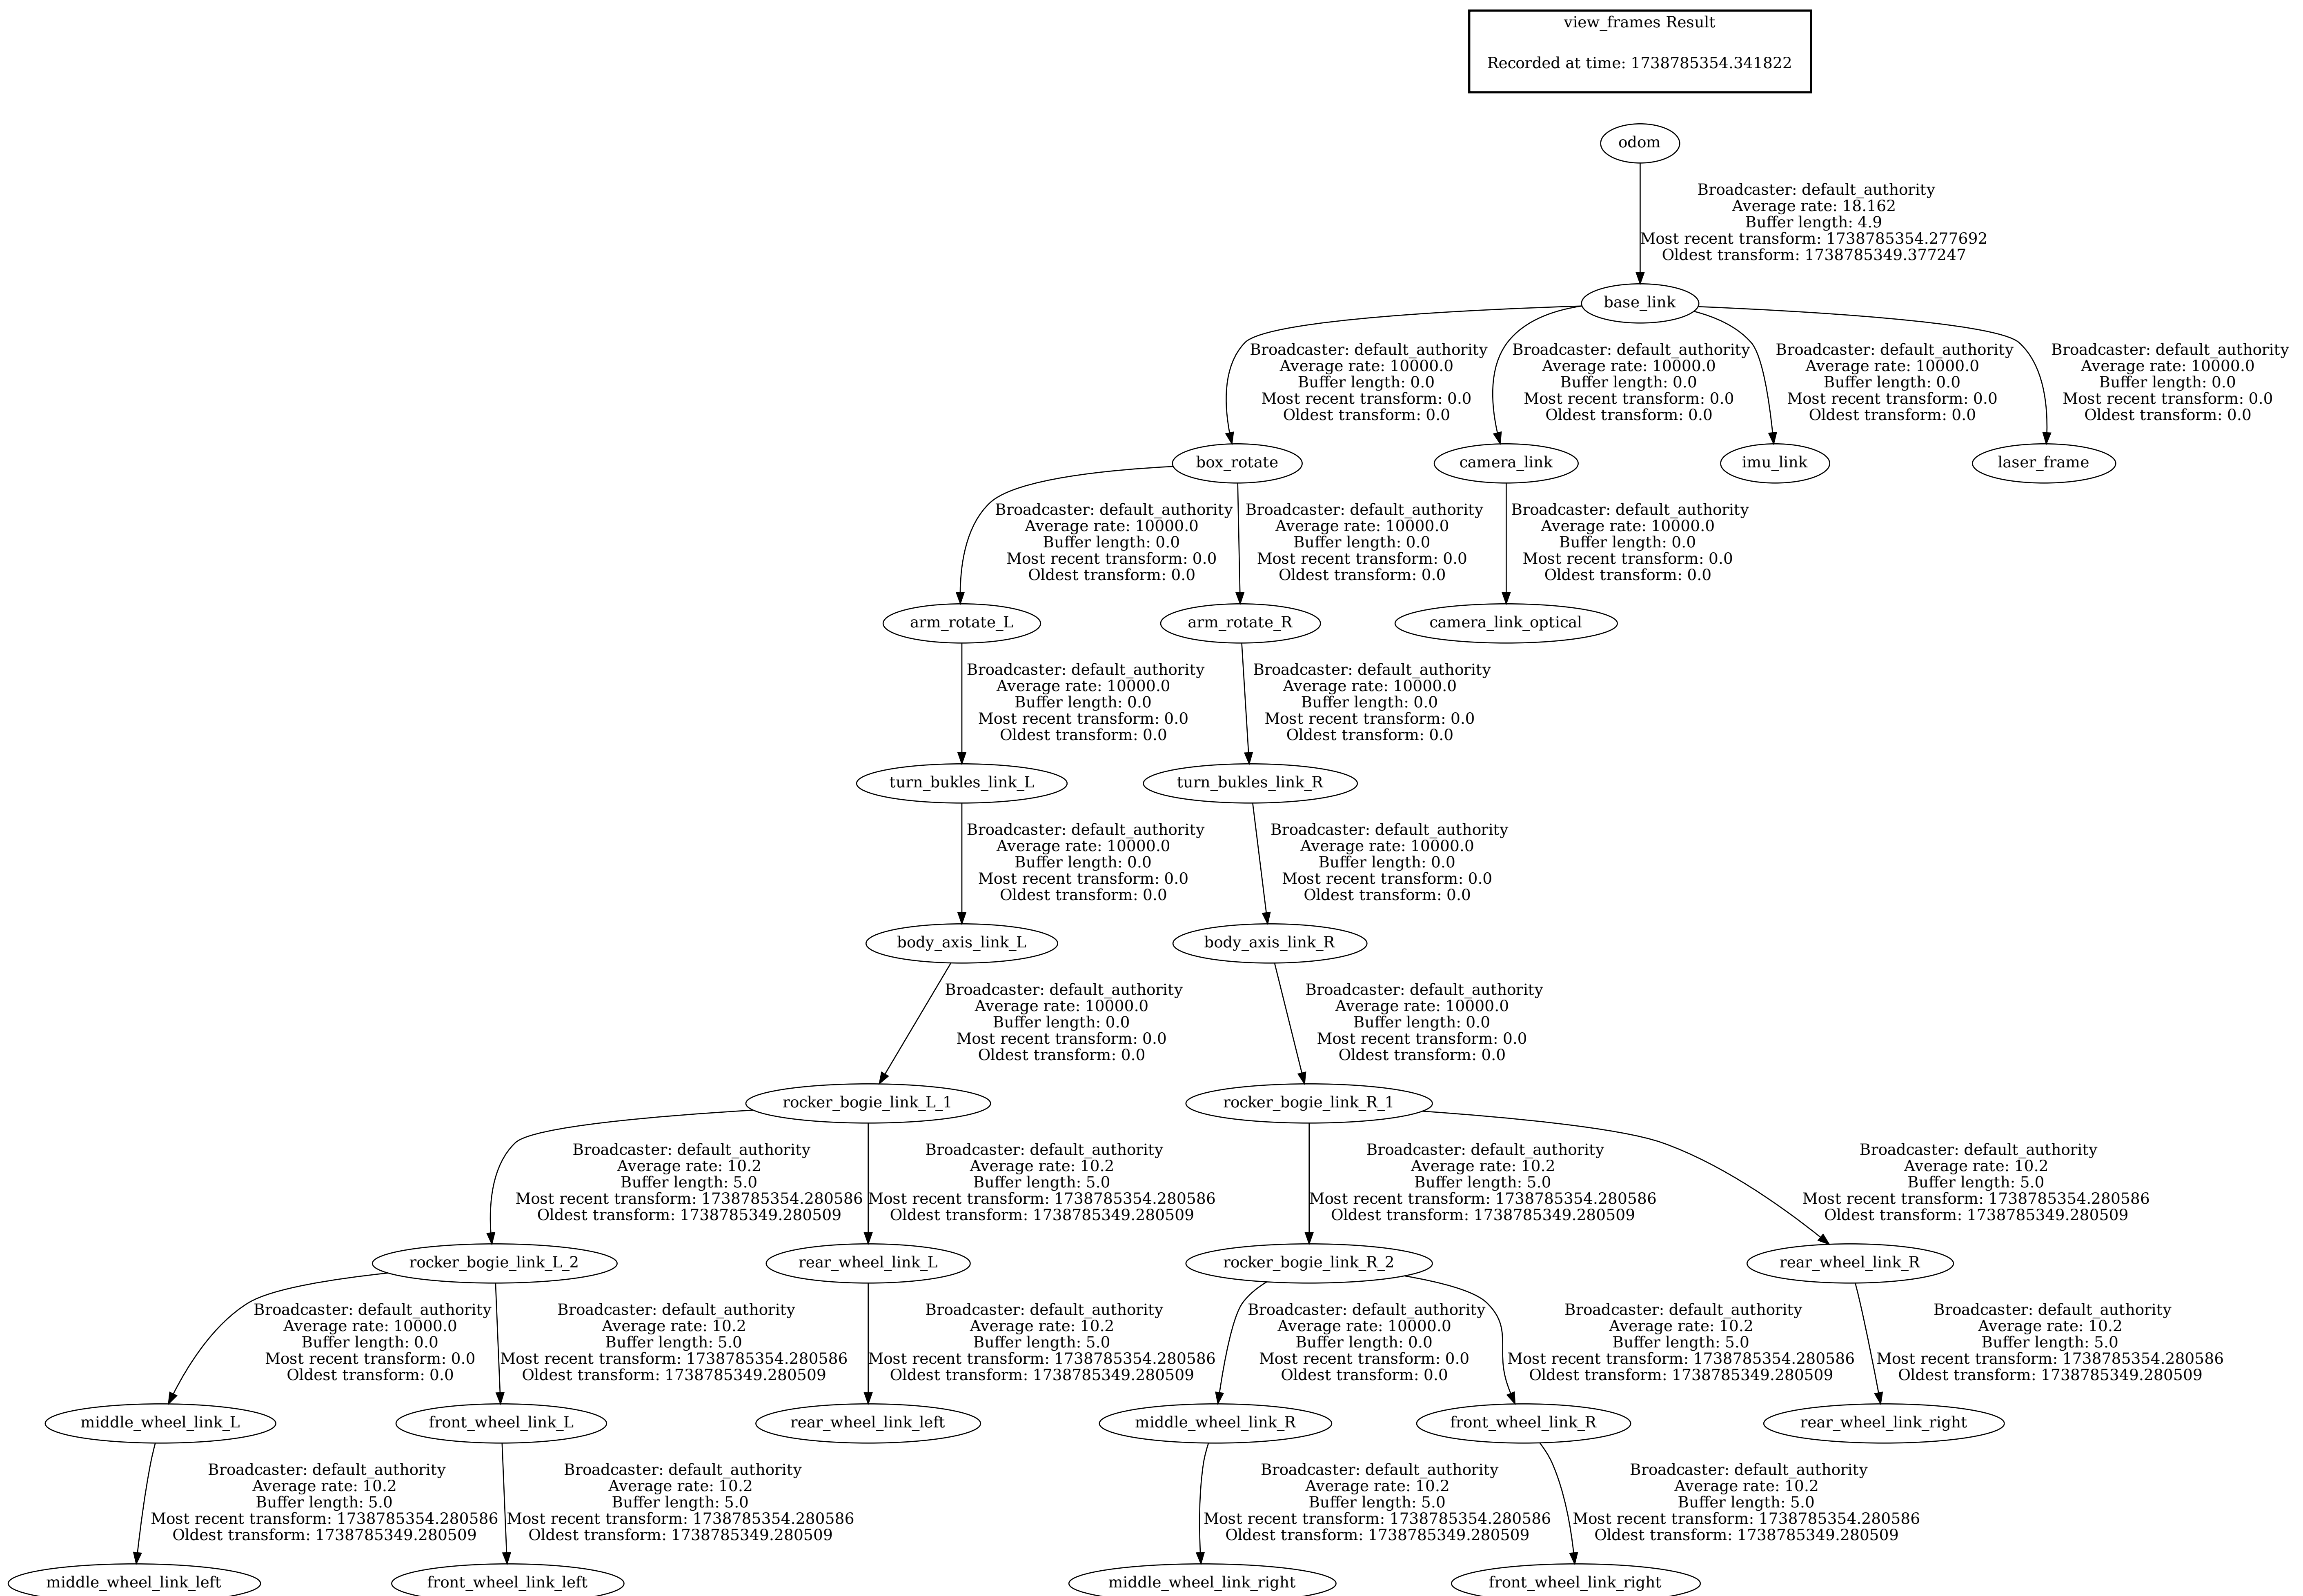 view_frames Result
Recorded at time: 1738785354.341822
odom
Broadcaster: default_authority
Average rate: 18.162
Buffer length: 4.9
Most recent transform: 1738785354.277692
Oldest transform: 1738785349.377247
base_link
Broadcaster: default_authority
Average rate: 10000.0
Buffer length: 0.0
Most recent transform: 0.0
Oldest transform: 0.0
Broadcaster: default_authority
Average rate: 10000.0
Buffer length: 0.0
Most recent transform: 0.0
Oldest transform: 0.0
Broadcaster: default_authority
Average rate: 10000.0
Buffer length: 0.0
Most recent transform: 0.0
Oldest transform: 0.0
Broadcaster: default_authority
Average rate: 10000.0
Buffer length: 0.0
Most recent transform: 0.0
Oldest transform: 0.0
box_rotate
camera_link
imu_link
laser_frame
Broadcaster: default_authority
Average rate: 10000.0
Buffer length: 0.0
Most recent transform: 0.0
Oldest transform: 0.0
Broadcaster: default_authority
Average rate: 10000.0
Buffer length: 0.0
Most recent transform: 0.0
Oldest transform: 0.0
Broadcaster: default_authority
Average rate: 10000.0
Buffer length: 0.0
Most recent transform: 0.0
Oldest transform: 0.0
arm_rotate_L
arm_rotate_R
camera_link_optical
Broadcaster: default_authority
Average rate: 10000.0
Buffer length: 0.0
Most recent transform: 0.0
Oldest transform: 0.0
Broadcaster: default_authority
Average rate: 10000.0
Buffer length: 0.0
Most recent transform: 0.0
Oldest transform: 0.0
turn_bukles_link_L
turn_bukles_link_R
Broadcaster: default_authority
Average rate: 10000.0
Buffer length: 0.0
Most recent transform: 0.0
Oldest transform: 0.0
Broadcaster: default_authority
Average rate: 10000.0
Buffer length: 0.0
Most recent transform: 0.0
Oldest transform: 0.0
body_axis_link_L
body_axis_link_R
Broadcaster: default_authority
Average rate: 10000.0
Buffer length: 0.0
Most recent transform: 0.0
Oldest transform: 0.0
Broadcaster: default_authority
Average rate: 10000.0
Buffer length: 0.0
Most recent transform: 0.0
Oldest transform: 0.0
rocker_bogie_link_L_1
rocker_bogie_link_R_1
Broadcaster: default_authority
Average rate: 10.2
Buffer length: 5.0
Most recent transform: 1738785354.280586
Oldest transform: 1738785349.280509
Broadcaster: default_authority
Average rate: 10.2
Buffer length: 5.0
Most recent transform: 1738785354.280586
Oldest transform: 1738785349.280509
Broadcaster: default_authority
Average rate: 10.2
Buffer length: 5.0
Most recent transform: 1738785354.280586
Oldest transform: 1738785349.280509
Broadcaster: default_authority
Average rate: 10.2
Buffer length: 5.0
Most recent transform: 1738785354.280586
Oldest transform: 1738785349.280509
rocker_bogie_link_L_2
rear_wheel_link_L
rocker_bogie_link_R_2
rear_wheel_link_R
Broadcaster: default_authority
Average rate: 10000.0
Buffer length: 0.0
Most recent transform: 0.0
Oldest transform: 0.0
Broadcaster: default_authority
Average rate: 10.2
Buffer length: 5.0
Most recent transform: 1738785354.280586
Oldest transform: 1738785349.280509
Broadcaster: default_authority
Average rate: 10.2
Buffer length: 5.0
Most recent transform: 1738785354.280586
Oldest transform: 1738785349.280509
Broadcaster: default_authority
Average rate: 10000.0
Buffer length: 0.0
Most recent transform: 0.0
Oldest transform: 0.0
Broadcaster: default_authority
Average rate: 10.2
Buffer length: 5.0
Most recent transform: 1738785354.280586
Oldest transform: 1738785349.280509
Broadcaster: default_authority
Average rate: 10.2
Buffer length: 5.0
Most recent transform: 1738785354.280586
Oldest transform: 1738785349.280509
middle_wheel_link_L
front_wheel_link_L
rear_wheel_link_left
middle_wheel_link_R
front_wheel_link_R
rear_wheel_link_right
Broadcaster: default_authority
Average rate: 10.2
Buffer length: 5.0
Most recent transform: 1738785354.280586
Oldest transform: 1738785349.280509
Broadcaster: default_authority
Average rate: 10.2
Buffer length: 5.0
Most recent transform: 1738785354.280586
Oldest transform: 1738785349.280509
Broadcaster: default_authority
Average rate: 10.2
Buffer length: 5.0
Most recent transform: 1738785354.280586
Oldest transform: 1738785349.280509
Broadcaster: default_authority
Average rate: 10.2
Buffer length: 5.0
Most recent transform: 1738785354.280586
Oldest transform: 1738785349.280509
middle_wheel_link_left
front_wheel_link_left
middle_wheel_link_right
front_wheel_link_right